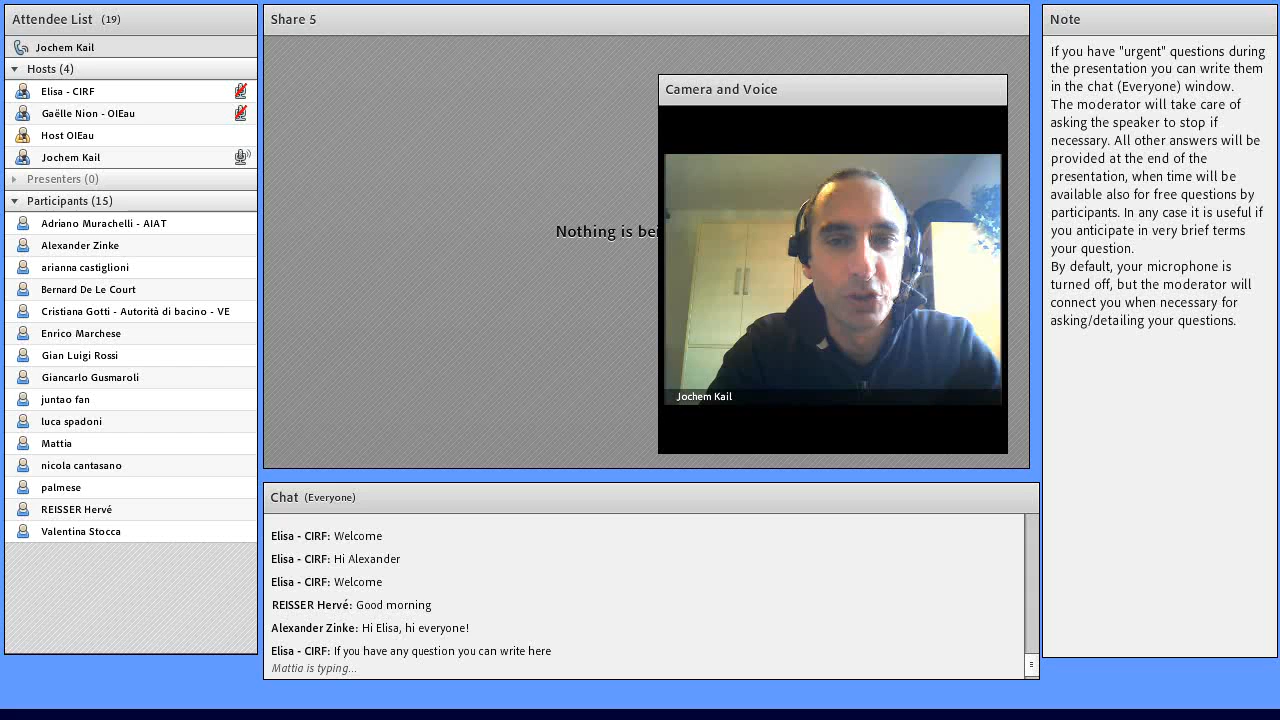 Attendee List (19)
Jochem Kail
Hosts (4)
Elisa - CIRF
Gaëlle Nion - OIEau
Host OIEau
Jochem Kail
Presenters (0)
Participants (15)
Adriano Murachelli - AIAT
Alexander Zinke
arianna castiglioni
Bernard De Le Court
Cristiana Gotti - Autorità di bacino - VE
Enrico Marchese
Gian Luigi Rossi
Giancarlo Gusmaroli
juntao fan
luca spadoni
Mattia
nicola cantasano
palmese
REISSER Hervé
Valentina Stocca
Share 5
Nothing is bei
Camera and Voice
Jochem Kail
Chat (Everyone)
Elisa - CIRF: Welcome
Elisa - CIRF: Hi Alexander
Elisa - CIRF: Welcome
REISSER Hervé: Good morning
Alexander Zinke: Hi Elisa, hi everyone!
Elisa - CIRF: If you have any question you can write here
Mattia is typing...
Note
If you have "urgent" questions during
the presentation you can write them
in the chat (Everyone) window.
The moderator will take care of
asking the speaker to stop if
necessary. All other answers will be
provided at the end of the
presentation, when time will be
available also for free questions by
participants. In any case it is useful if
you anticipate in very brief terms
your question.
By default, your microphone is
turned off, but the moderator will
connect you when necessary for
asking/detailing your questions.